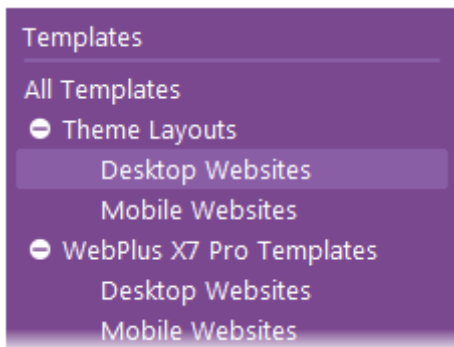 Templates
All Templates
Theme Layouts
Desktop Websites
Mobile Websites
WebPlus X7 Pro Templates
Desktop Websites
Mobile Websites